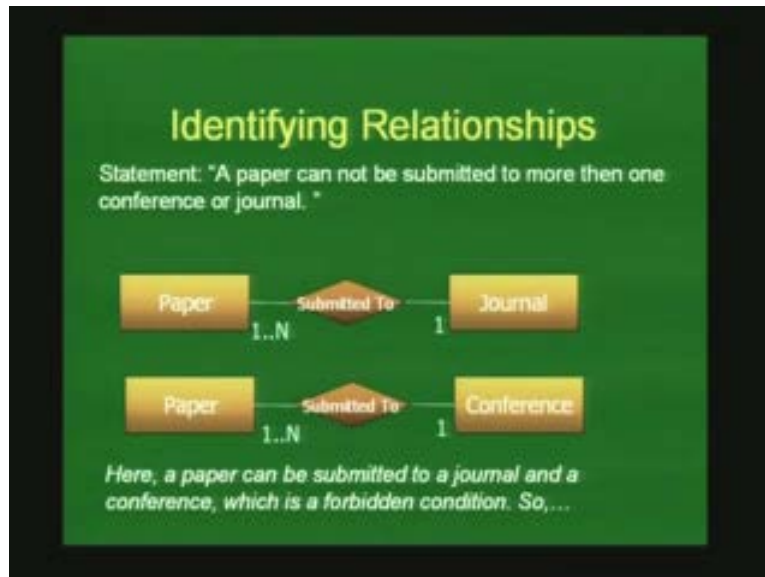 Identifying Relationships
Statement: "A paper can not be submitted to more then one
conference or journal. "
Paper Submitted To Journal
1..N 1
Paper Submitted To Conference
1..N 1
Here, a paper can be submitted to a journal and a
conference, which is a forbidden condition. So,...